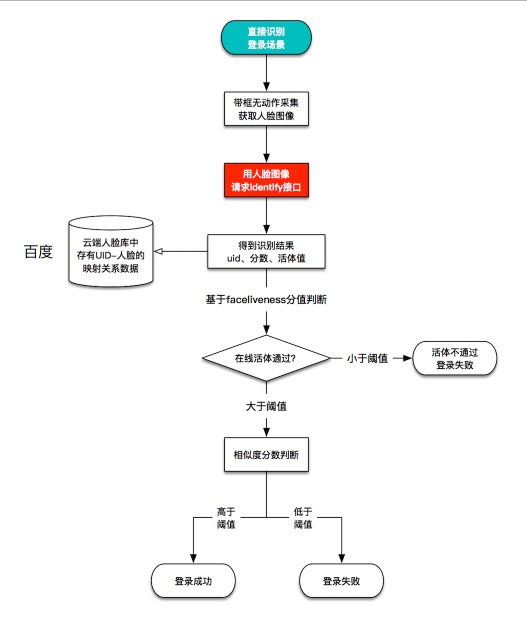 直接识别
登录场景
带框无动作采集
获取人脸图像
用人脸图像
请求identify接口
百度
云端人脸库中
存有UID-人脸的
映射关系数据
得到识别结果
uid、分数、活体值
基于faceliveness分值判断
在线活体通过?
小于阈值
活体不通过
登录失败
大于阈值
相似度分数判断
高于
阈值
低于
阈值
登录成功
登录失败